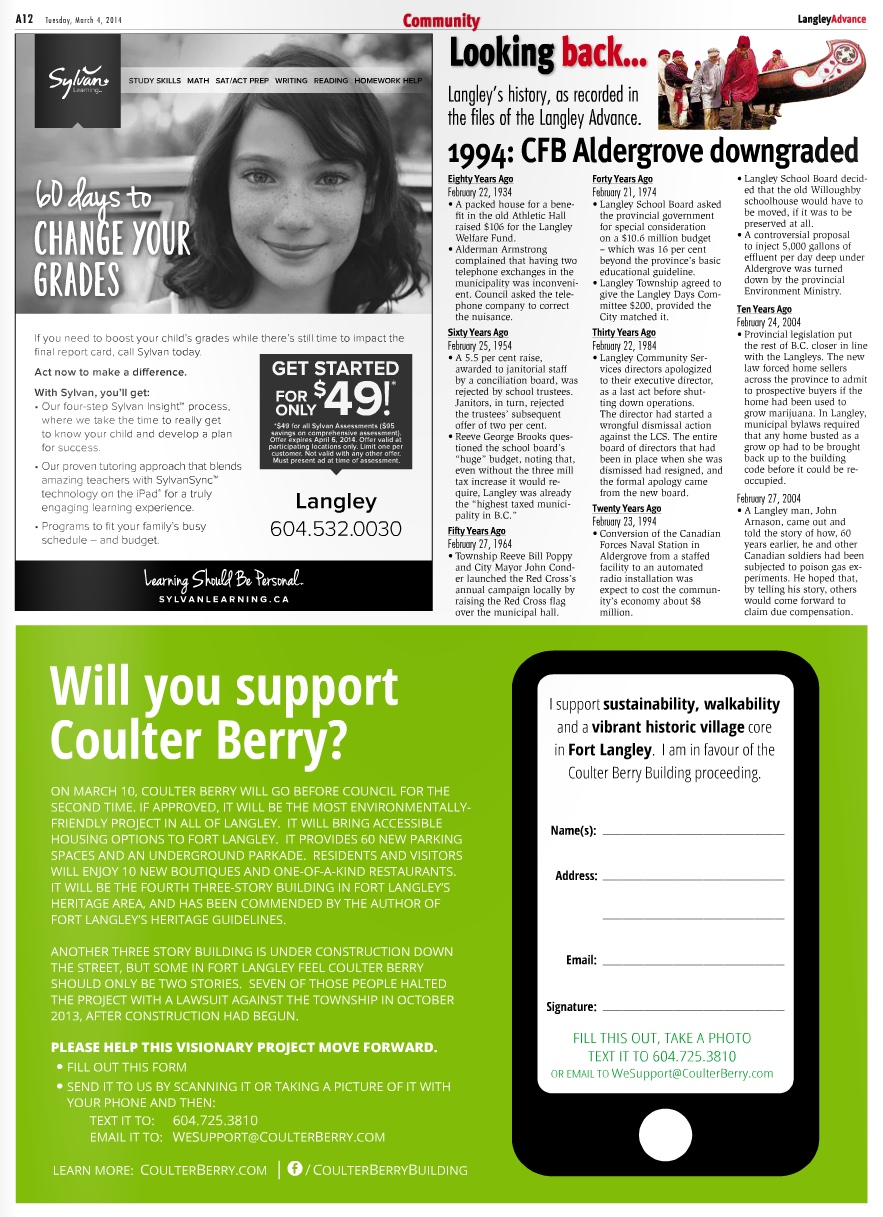 A12 Tuesday, March 4, 2014
Community
LangleyAdvance
Sylvan
Learning™
STUDY SKILLS MATH SAT/ACT PREP WRITING READING HOMEWORK HELP
60 days to
CHANGE YOUR
GRADES
If you need to boost your child's grades while there's still time to impact the
final report card, call Sylvan today.
Act now to make a difference.
With Sylvan, you'll get:
• Our four-step Sylvan Insight™ process,
where we take the time to really get
to know your child and develop a plan
for success.
• Our proven tutoring approach that blends
amazing teachers with SylvanSync™
technology on the iPad® for a truly
engaging learning experience.
• Programs to fit your family's busy
schedule – and budget.
GET STARTED
FOR ONLY $49!*
*$49 for all Sylvan Assessments ($95
savings on comprehensive assessment).
Offer expires April 6, 2014. Offer valid at
participating locations only. Limit one per
customer. Not valid with any other offer.
Must present ad at time of assessment.
Langley
604.532.0030
Learning Should Be Personal.
SYLVANLEARNING.CA
Looking back...
Langley's history, as recorded in
the files of the Langley Advance.
1994: CFB Aldergrove downgraded
Eighty Years Ago
February 22, 1934
• A packed house for a bene-
fit in the old Athletic Hall
raised $106 for the Langley
Welfare Fund.
• Alderman Armstrong
complained that having two
telephone exchanges in the
municipality was inconveni-
ent. Council asked the tele-
phone company to correct
the nuisance.
Sixty Years Ago
February 25, 1954
• A 5.5 per cent raise,
awarded to janitorial staff
by a conciliation board, was
rejected by school trustees.
Janitors, in turn, rejected
the trustees' subsequent
offer of two per cent.
• Reeve George Brooks ques-
tioned the school board's
"huge" budget, noting that,
even without the three mill
tax increase it would re-
quire, Langley was already
the "highest taxed munici-
pality in B.C."
Fifty Years Ago
February 27, 1964
• Township Reeve Bill Poppy
and City Mayor John Cond-
er launched the Red Cross's
annual campaign locally by
raising the Red Cross flag
over the municipal hall.
Forty Years Ago
February 21, 1974
• Langley School Board asked
the provincial government
for special consideration
on a $10.6 million budget
– which was 16 per cent
beyond the province's basic
educational guideline.
• Langley Township agreed to
give the Langley Days Com-
mittee $200, provided the
City matched it.
Thirty Years Ago
February 22, 1984
• Langley Community Ser-
vices directors apologized
to their executive director,
as a last act before shut-
ting down operations.
The director had started a
wrongful dismissal action
against the LCS. The entire
board of directors that had
been in place when she was
dismissed had resigned, and
the formal apology came
from the new board.
Twenty Years Ago
February 23, 1994
• Conversion of the Canadian
Forces Naval Station in
Aldergrove from a staffed
facility to an automated
radio installation was
expect to cost the commun-
ity's economy about $8
million.
• Langley School Board decid-
ed that the old Willoughby
schoolhouse would have to
be moved, if it was to be
preserved at all.
• A controversial proposal
to inject 5,000 gallons of
effluent per day deep under
Aldergrove was turned
down by the provincial
Environment Ministry.
Ten Years Ago
February 24, 2004
• Provincial legislation put
the rest of B.C. closer in line
with the Langleys. The new
law forced home sellers
across the province to admit
to prospective buyers if the
home had been used to
grow marijuana. In Langley,
municipal bylaws required
that any home busted as a
grow op had to be brought
back up to the building
code before it could be re-
occupied.
February 27, 2004
• A Langley man, John
Arnason, came out and
told the story of how, 60
years earlier, he and other
Canadian soldiers had been
subjected to poison gas ex-
periments. He hoped that,
by telling his story, others
would come forward to
claim due compensation.
Will you support
Coulter Berry?
ON MARCH 10, COULTER BERRY WILL GO BEFORE COUNCIL FOR THE
SECOND TIME. IF APPROVED, IT WILL BE THE MOST ENVIRONMENTALLY-
FRIENDLY PROJECT IN ALL OF LANGLEY. IT WILL BRING ACCESSIBLE
HOUSING OPTIONS TO FORT LANGLEY. IT PROVIDES 60 NEW PARKING
SPACES AND AN UNDERGROUND PARKADE. RESIDENTS AND VISITORS
WILL ENJOY 10 NEW BOUTIQUES AND ONE-OF-A-KIND RESTAURANTS.
IT WILL BE THE FOURTH THREE-STORY BUILDING IN FORT LANGLEY'S
HERITAGE AREA, AND HAS BEEN COMMENDED BY THE AUTHOR OF
FORT LANGLEY'S HERITAGE GUIDELINES.
ANOTHER THREE STORY BUILDING IS UNDER CONSTRUCTION DOWN
THE STREET, BUT SOME IN FORT LANGLEY FEEL COULTER BERRY
SHOULD ONLY BE TWO STORIES. SEVEN OF THOSE PEOPLE HALTED
THE PROJECT WITH A LAWSUIT AGAINST THE TOWNSHIP IN OCTOBER
2013, AFTER CONSTRUCTION HAD BEGUN.
PLEASE HELP THIS VISIONARY PROJECT MOVE FORWARD.
• FILL OUT THIS FORM
• SEND IT TO US BY SCANNING IT OR TAKING A PICTURE OF IT WITH
YOUR PHONE AND THEN:
TEXT IT TO: 604.725.3810
EMAIL IT TO: WESUPPORT@COULTERBERRY.COM
LEARN MORE: COULTERBERRY.COM | f /COULTERBERRYBUILDING
I support sustainability, walkability
and a vibrant historic village core
in Fort Langley. I am in favour of the
Coulter Berry Building proceeding.
Name(s):
Address:
Email:
Signature:
FILL THIS OUT, TAKE A PHOTO
TEXT IT TO 604.725.3810
OR EMAIL TO WeSupport@CoulterBerry.com